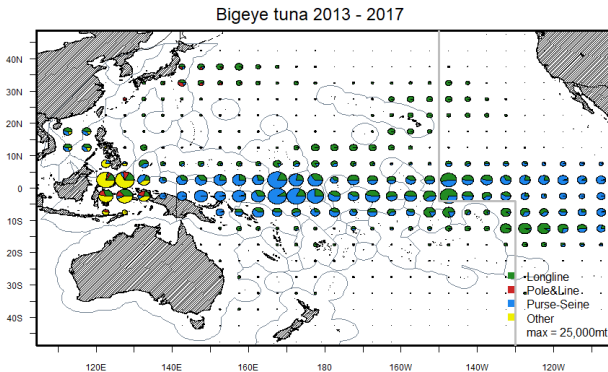 Bigeye tuna 2013 - 2017
40N
30N
20N
10N
0
10S
20S
30S
40S
Longline
Pole&Line
Purse-Seine
Other
max = 25,000mt
120E 140E 160E 180 160W 140W 120W